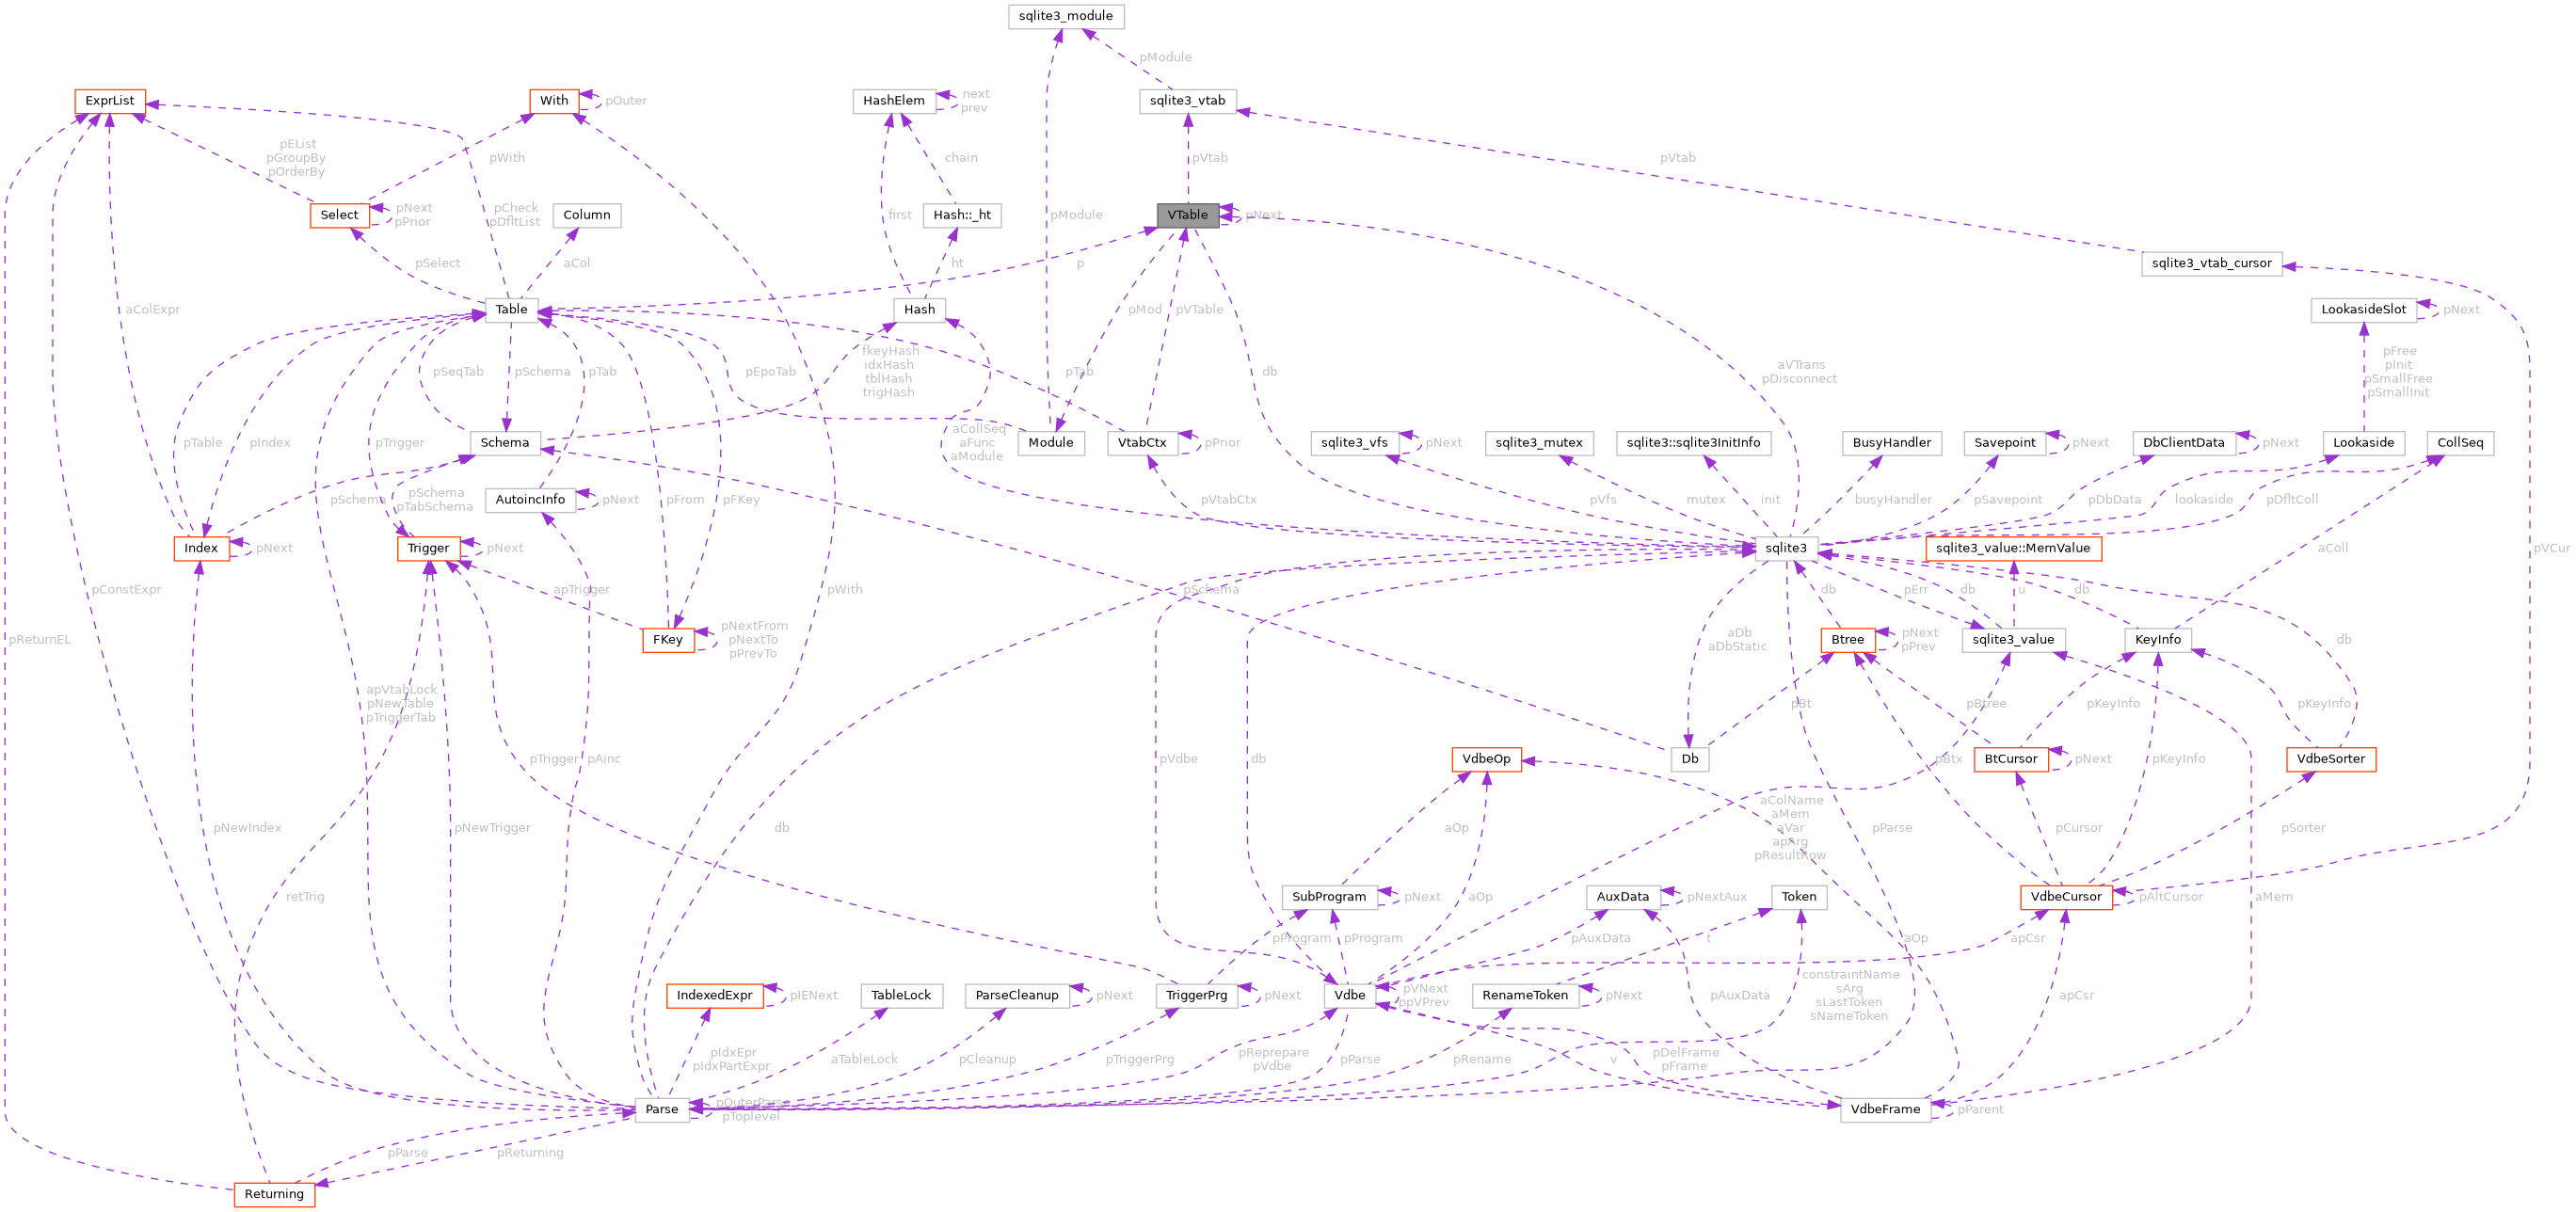 sqlite3_module
pModule
ExprList
With
pOuter
HashElem
next
prev
sqlite3_vtab
pEList
pGroupBy
pOrderBy
pWith
chain
pVtab
pVtab
Select
pNext
pPrior
pCheck
pDfltList
Column
first
Hash::_ht
pModule
VTable
pNext
pSelect
aCol
ht
p
sqlite3_vtab_cursor
aColExpr
Table
Hash
pMod
pVTable
LookasideSlot
pNext
pSeqTab
pSchema
pTab
pEpoTab
fkeyHash
idxHash
tblHash
trigHash
pTab
db
aVTrans
pDisconnect
pFree
pInit
pSmallFree
pSmallInit
pTable
pIndex
pTrigger
Schema
aCollSeq
aFunc
aModule
Module
VtabCtx
pPrior
sqlite3_vfs
pNext
sqlite3_mutex
sqlite3::sqlite3InitInfo
BusyHandler
Savepoint
pNext
DbClientData
pNext
Lookaside
CollSeq
pSchema
pSchema
pTabSchema
AutoincInfo
pNext
pFrom
pFKey
pVtabCtx
pVfs
mutex
init
busyHandler
pSavepoint
pDbData
lookaside
pDfltColl
Index
pNext
Trigger
pNext
sqlite3
sqlite3_value::MemValue
aColl
pVCur
pConstExpr
apTrigger
pWith
pSchema
db
pErr
db
u
db
pReturnEL
FKey
pNextFrom
pNextTo
pPrevTo
aDb
aDbStatic
Btree
pNext
pPrev
sqlite3_value
KeyInfo
db
apVtabLock
pNewTable
pTriggerTab
pBt
pBtree
pKeyInfo
pKeyInfo
pTrigger
pAinc
pVdbe
db
VdbeOp
Db
pBtx
BtCursor
pNext
pKeyInfo
VdbeSorter
pNewIndex
pNewTrigger
db
aOp
aColName
aMem
aVar
apArg
pResultRow
pParse
pCursor
pSorter
retTrig
SubProgram
pNext
aOp
AuxData
pNextAux
Token
VdbeCursor
pAltCursor
aMem
pProgram
pProgram
pAuxData
t
aOp
apCsr
IndexedExpr
pIENext
TableLock
ParseCleanup
pNext
TriggerPrg
pNext
Vdbe
pVNext
ppVPrev
RenameToken
pNext
pAuxData
constraintName
sArg
sLastToken
sNameToken
apCsr
pIdxEpr
pIdxPartExpr
aTableLock
pCleanup
pTriggerPrg
pReprepare
pVdbe
pParse
pRename
v
pDelFrame
pFrame
Parse
pOuterParse
pToplevel
VdbeFrame
pParent
pParse
pReturning
Returning